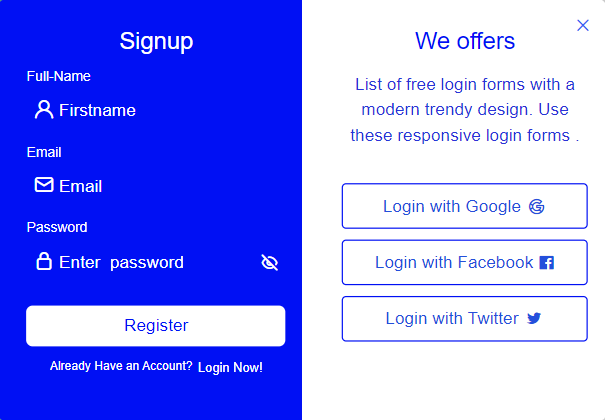 Signup
Full-Name
Firstname
Email
Email
Password
Enter  password
Register
Already Have an Account? Login Now!
We offers
List of free login forms with a
modern trendy design. Use
these responsive login forms .
Login with Google
Login with Facebook
Login with Twitter